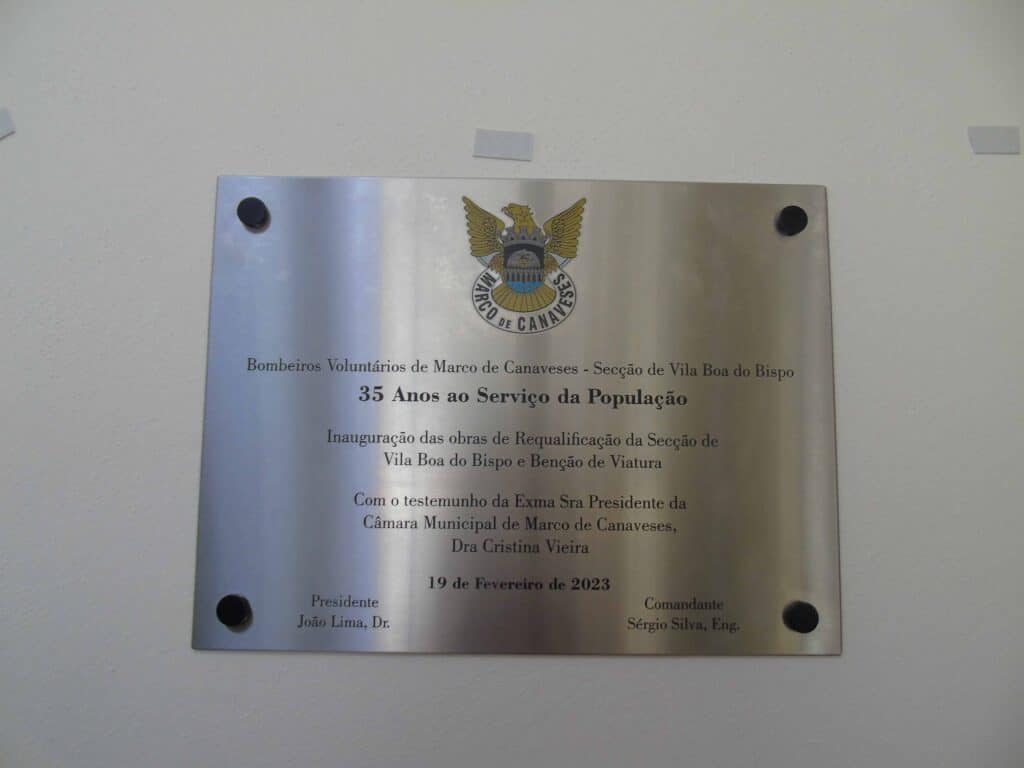 MARCO DE CANAVESES
Bombeiros Voluntários de Marco de Canaveses - Secção de Vila Boa do Bispo
35 Anos ao Serviço da População
Inauguração das obras de Requalificação da Secção de
Vila Boa do Bispo e Benção de Viatura
Com o testemunho da Exma Sra Presidente da
Câmara Municipal de Marco de Canaveses,
Dra Cristina Vieira
19 de Fevereiro de 2023
Presidente
João Lima, Dr.
Comandante
Sérgio Silva, Eng.